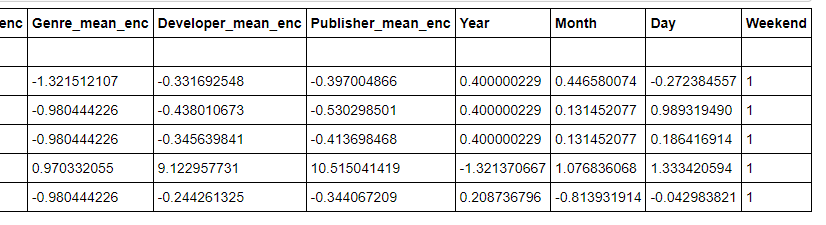 enc Genre_mean_enc Developer_mean_enc Publisher_mean_enc Year Month Day Weekend
-1.321512107 -0.331692548 -0.397004866 0.400000229 0.446580074 -0.272384557 1
-0.980444226 -0.438010673 -0.530298501 0.400000229 0.131452077 0.989319490 1
-0.980444226 -0.345639841 -0.413698468 0.400000229 0.131452077 0.186416914 1
0.970332055 9.122957731 10.515041419 -1.321370667 1.076836068 1.333420594 1
-0.980444226 -0.244261325 -0.344067209 0.208736796 -0.813931914 -0.042983821 1